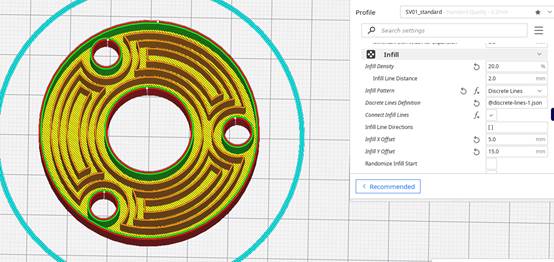 Profile
SV01_standard - Standard Quality - 0.2mm
Search settings
Infill
Infill Density 20.0 %
Infill Line Distance 2.0 mm
Infill Pattern Discrete Lines
Discrete Lines Definition @discrete-lines-1.json
Connect Infill Lines
Infill Line Directions [ ]
Infill X Offset 5.0 mm
Infill Y Offset 15.0 mm
Randomize Infill Start
Recommended